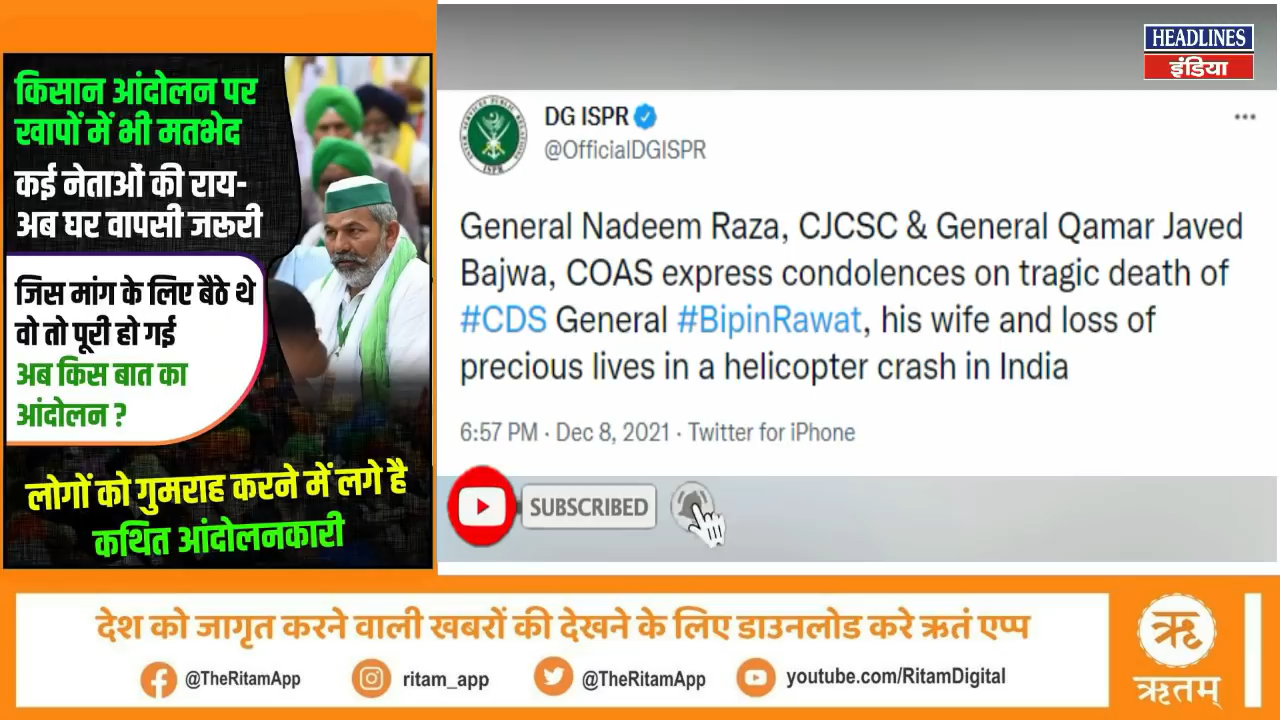 किसान आंदोलन पर
खापों में भी मतभेद
कई नेताओं की राय-
अब घर वापसी जरूरी
जिस मांग के लिए बैठे थे
वो तो पूरी हो गई
अब किस बात का
आंदोलन ?
लोगों को गुमराह करने में लगे है
कथित आंदोलनकारी
HEADLINES
इंडिया
DG ISPR
@OfficialDGISPR
General Nadeem Raza, CJCSC & General Qamar Javed
Bajwa, COAS express condolences on tragic death of
#CDS General #BipinRawat, his wife and loss of
precious lives in a helicopter crash in India
6:57 PM · Dec 8, 2021 · Twitter for iPhone
SUBSCRIBED
देश को जागृत करने वाली खबरों की देखने के लिए डाउनलोड करे ऋतं एप्प
@TheRitamApp
ritam_app
@TheRitamApp
youtube.com/RitamDigital
ऋ
ऋतम्